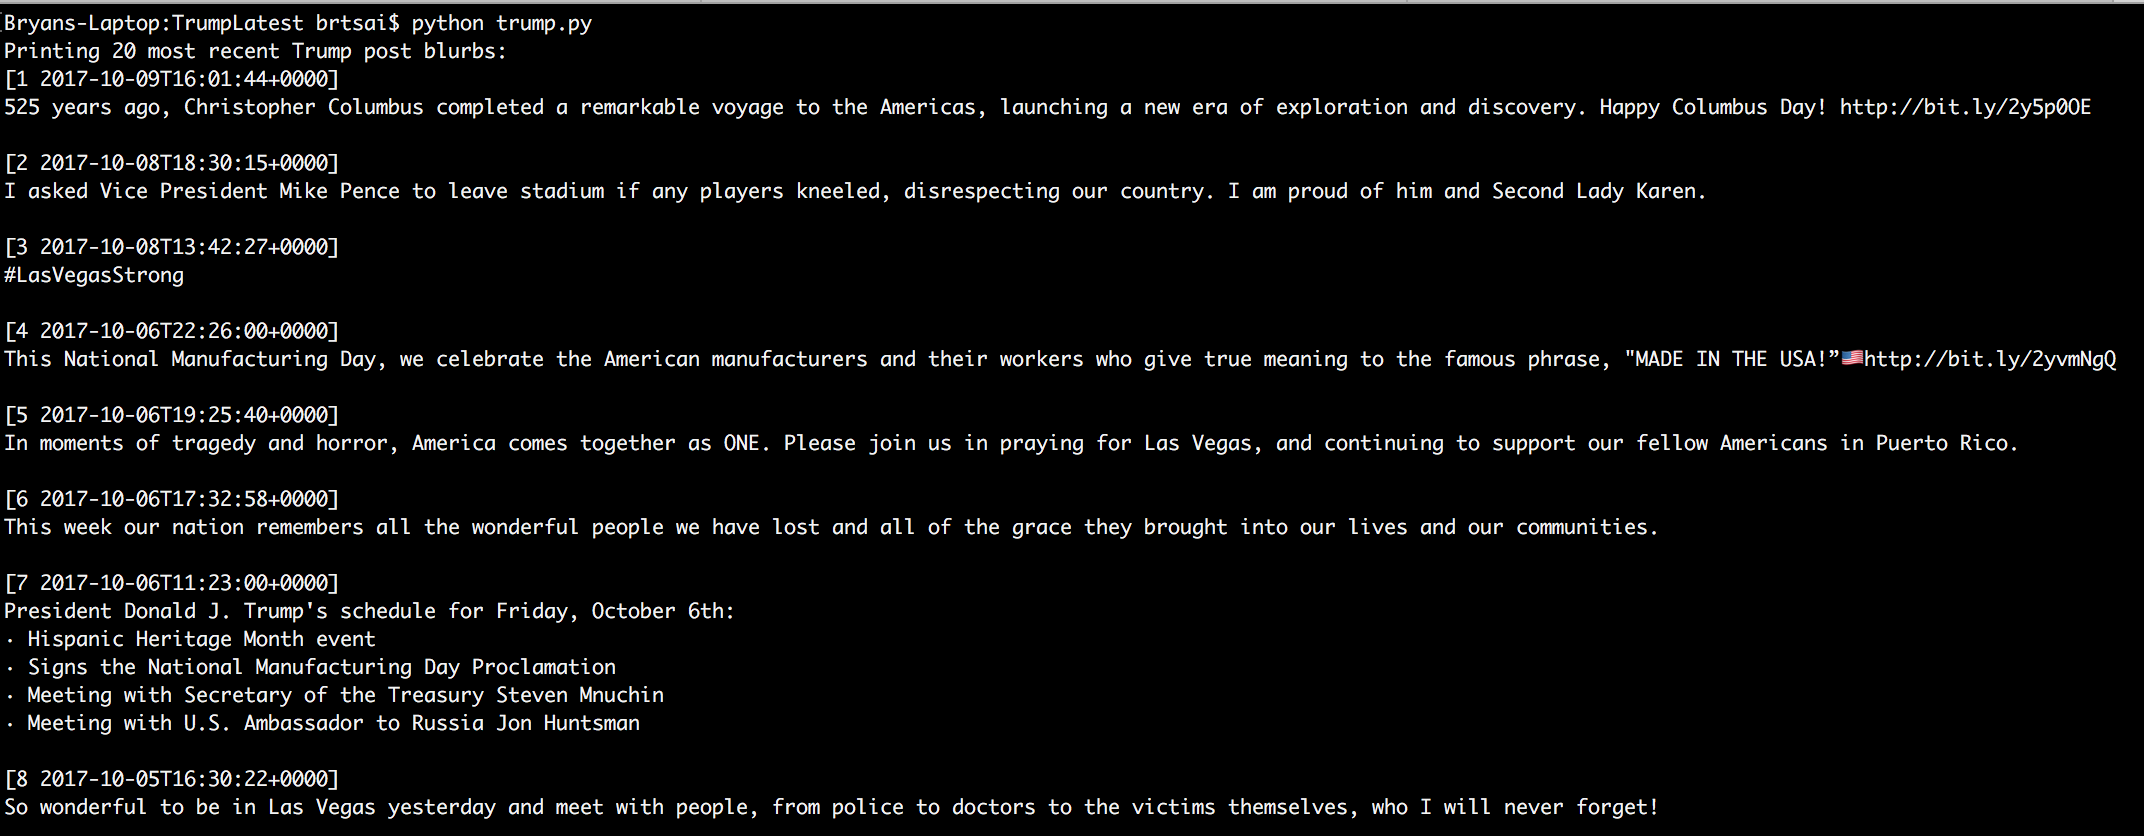 Bryans-Laptop:TrumpLatest brtsai$ python trump.py
Printing 20 most recent Trump post blurbs:
[1 2017-10-09T16:01:44+0000]
525 years ago, Christopher Columbus completed a remarkable voyage to the Americas, launching a new era of exploration and discovery. Happy Columbus Day! http://bit.ly/2y5p0OE
[2 2017-10-08T18:30:15+0000]
I asked Vice President Mike Pence to leave stadium if any players kneeled, disrespecting our country. I am proud of him and Second Lady Karen.
[3 2017-10-08T13:42:27+0000]
#LasVegasStrong
[4 2017-10-06T22:26:00+0000]
This National Manufacturing Day, we celebrate the American manufacturers and their workers who give true meaning to the famous phrase, "MADE IN THE USA!”🇺🇸http://bit.ly/2yvmNgQ
[5 2017-10-06T19:25:40+0000]
In moments of tragedy and horror, America comes together as ONE. Please join us in praying for Las Vegas, and continuing to support our fellow Americans in Puerto Rico.
[6 2017-10-06T17:32:58+0000]
This week our nation remembers all the wonderful people we have lost and all of the grace they brought into our lives and our communities.
[7 2017-10-06T11:23:00+0000]
President Donald J. Trump's schedule for Friday, October 6th:
· Hispanic Heritage Month event
· Signs the National Manufacturing Day Proclamation
· Meeting with Secretary of the Treasury Steven Mnuchin
· Meeting with U.S. Ambassador to Russia Jon Huntsman
[8 2017-10-05T16:30:22+0000]
So wonderful to be in Las Vegas yesterday and meet with people, from police to doctors to the victims themselves, who I will never forget!